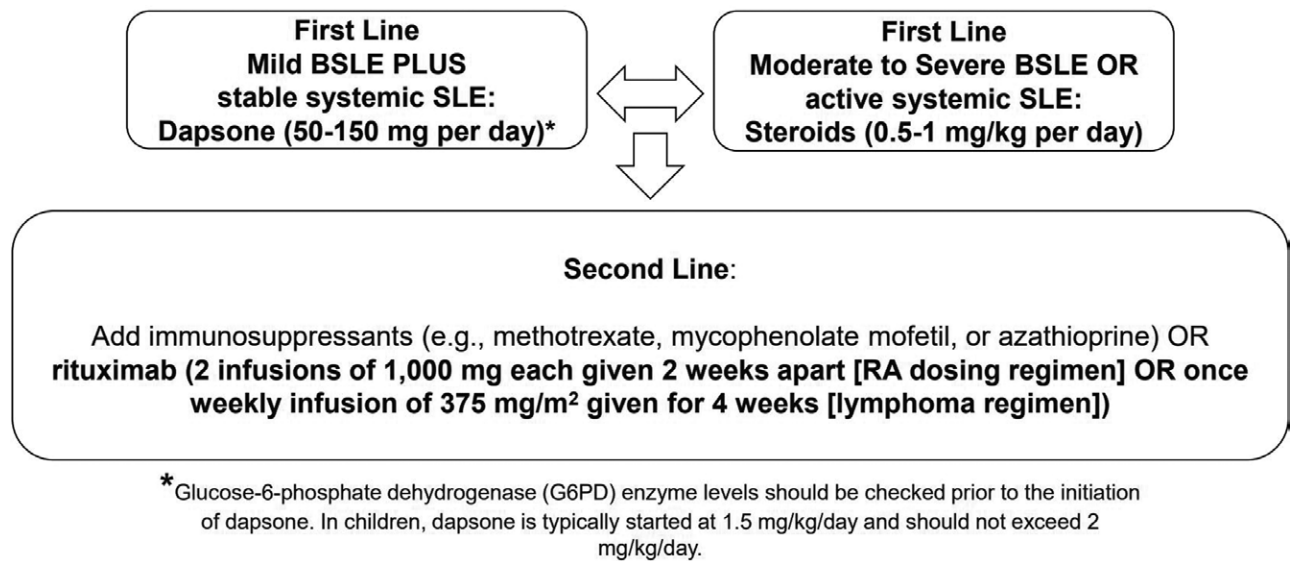 First Line
Mild BSLE PLUS
stable systemic SLE:
Dapsone (50-150 mg per day)*
First Line
Moderate to Severe BSLE OR
active systemic SLE:
Steroids (0.5-1 mg/kg per day)
Second Line:
Add immunosuppressants (e.g., methotrexate, mycophenolate mofetil, or azathioprine) OR
rituximab (2 infusions of 1,000 mg each given 2 weeks apart [RA dosing regimen] OR once
weekly infusion of 375 mg/m² given for 4 weeks [lymphoma regimen])
*Glucose-6-phosphate dehydrogenase (G6PD) enzyme levels should be checked prior to the initiation
of dapsone. In children, dapsone is typically started at 1.5 mg/kg/day and should not exceed 2
mg/kg/day.